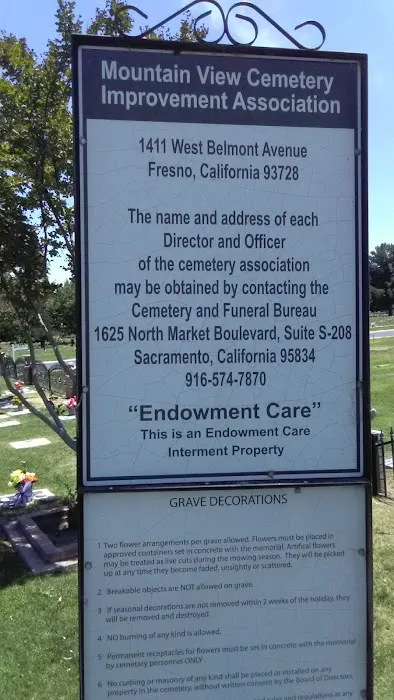 Mountain View Cemetery
Improvement Association
1411 West Belmont Avenue
Fresno, California 93728
The name and address of each
Director and Officer
of the cemetery association
may be obtained by contacting the
Cemetery and Funeral Bureau
1625 North Market Boulevard, Suite S-208
Sacramento, California 95834
916-574-7870
“Endowment Care”
This is an Endowment Care
Interment Property
GRAVE DECORATIONS
1 Two flower arrangements per grave allowed. Flowers must be placed in
approved containers set in concrete with the memorial. Artifical flowers
may be treated as live cuts during the mowing season. They will be picked
up at any time they become faded, unsightly or scattered.
2 Breakable objects are NOT allowed on grave.
3 If seasonal decorations are not removed within 2 weeks of the holiday, they
will be removed and destroyed.
4 NO burning of any kind is allowed.
5 Permanent receptacles for flowers must be set in concrete with the memorial
by cemetery personnel ONLY
6 No curbing or masonry of any kind shall be placed or installed on any
property in the cemetery, without written consent by the Board of Directors.
rules and regulations at any